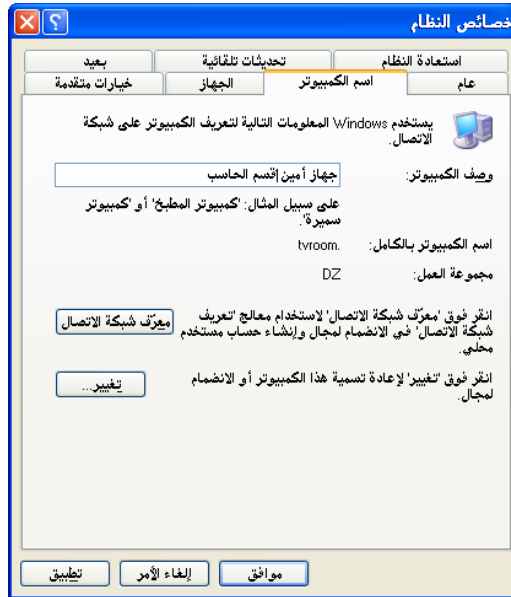 خصائص النظام
استعادة النظام
تحديثات تلقائية
بعيد
عام
اسم الكمبيوتر
الجهاز
خيارات متقدمة
يستخدم Windows المعلومات التالية لتعريف الكمبيوتر على شبكة
الاتصال.
وصف الكمبيوتر:
جهاز أمين قسم الحاسب
على سبيل المثال: "كمبيوتر المطبخ" أو "كمبيوتر
سميرة".
اسم الكمبيوتر بالكامل:
tvroom.
مجموعة العمل:
DZ
انقر فوق 'معرّف شبكة الاتصال' لاستخدام معالج 'تعريف
شبكة الاتصال' في الانضمام لمجال وإنشاء حساب مستخدم
محلي.
معرّف شبكة الاتصال
انقر فوق 'تغيير' لإعادة تسمية هذا الكمبيوتر أو الانضمام
لمجال.
تغيير...
موافق
إلغاء الأمر
تطبيق